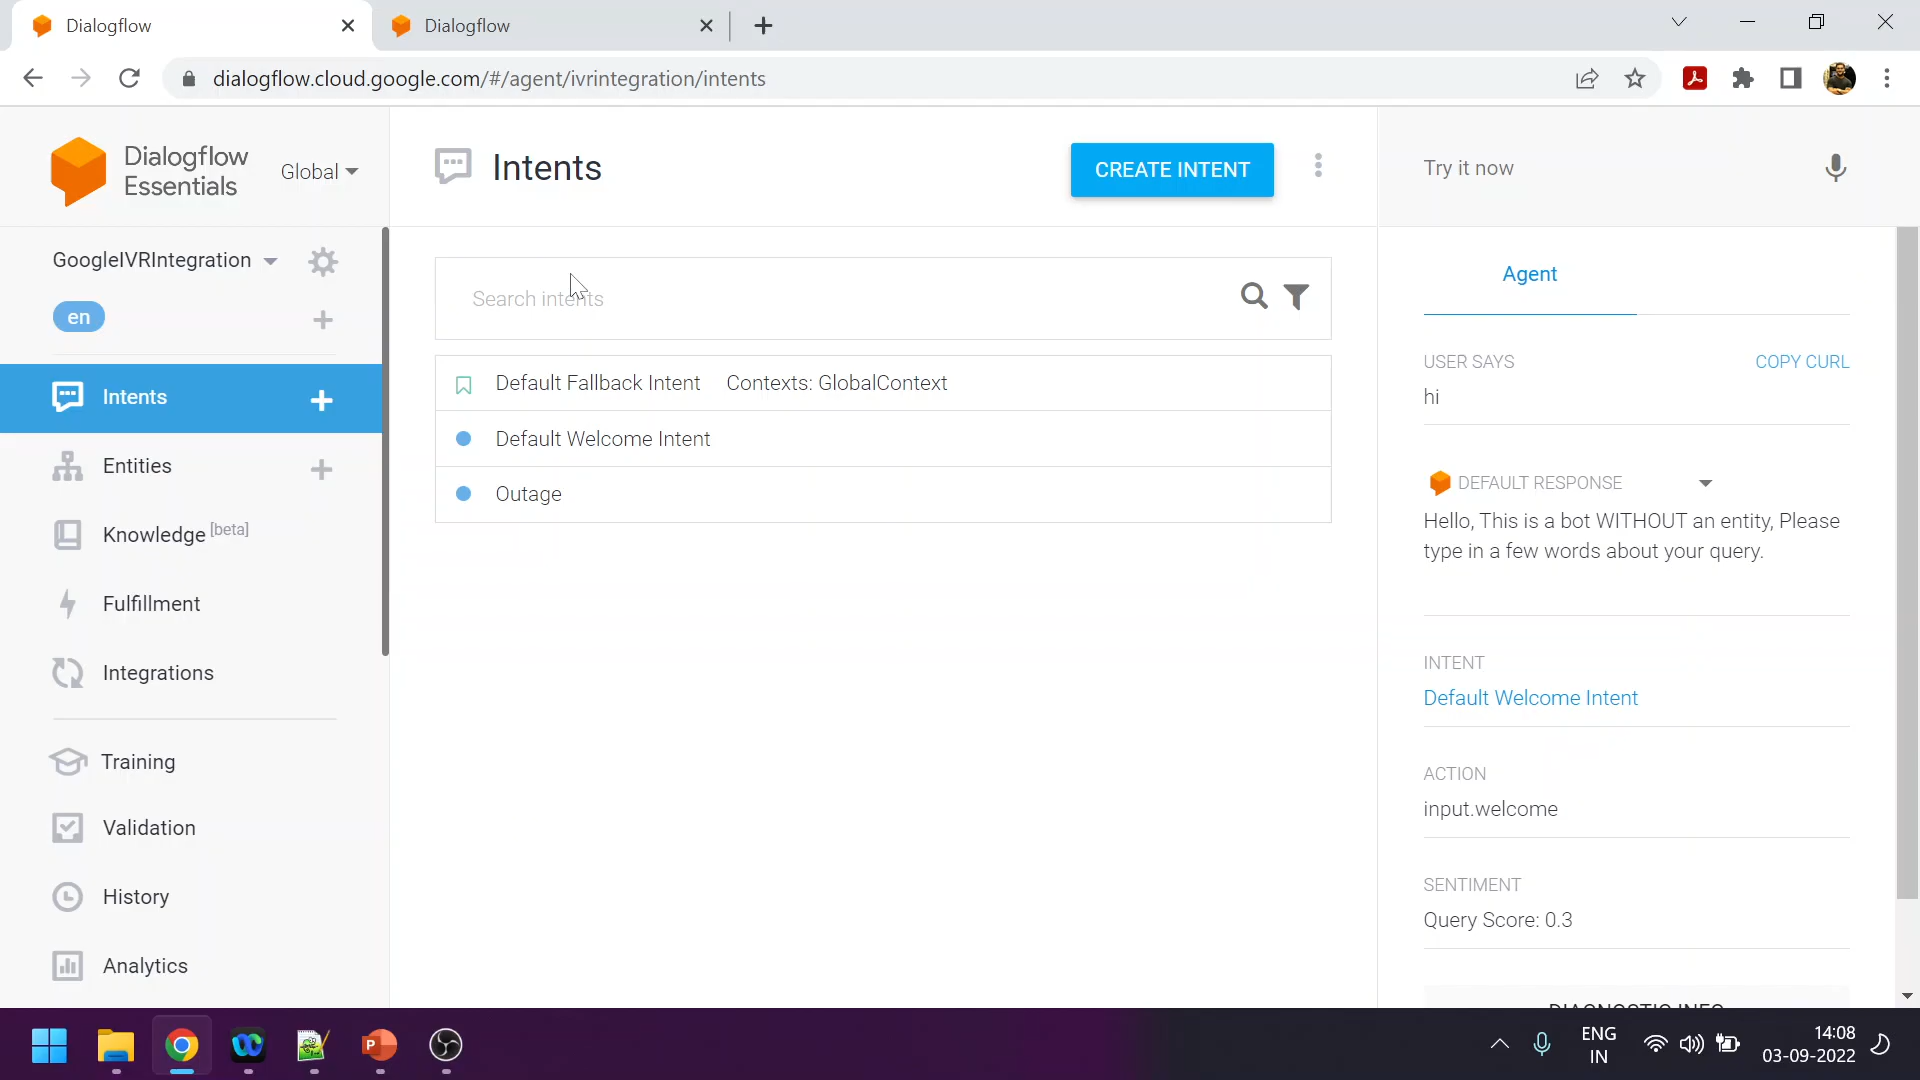 Dialogflow
Dialogflow
dialogflow.cloud.google.com/#/agent/ivrintegration/intents
Dialogflow
Essentials
Global
Intents
CREATE INTENT
Try it now
GoogleIVRIntegration
en
Search intents
Agent
Intents
Default Fallback Intent Contexts: GlobalContext
USER SAYS COPY CURL
hi
Default Welcome Intent
Entities
Outage
DEFAULT RESPONSE
Hello, This is a bot WITHOUT an entity, Please
type in a few words about your query.
Knowledge [beta]
Fulfillment
Integrations
INTENT
Default Welcome Intent
Training
ACTION
input.welcome
Validation
History
SENTIMENT
Query Score: 0.3
Analytics
DIAGNOSTIC INFO
ENG
IN
14:08
03-09-2022